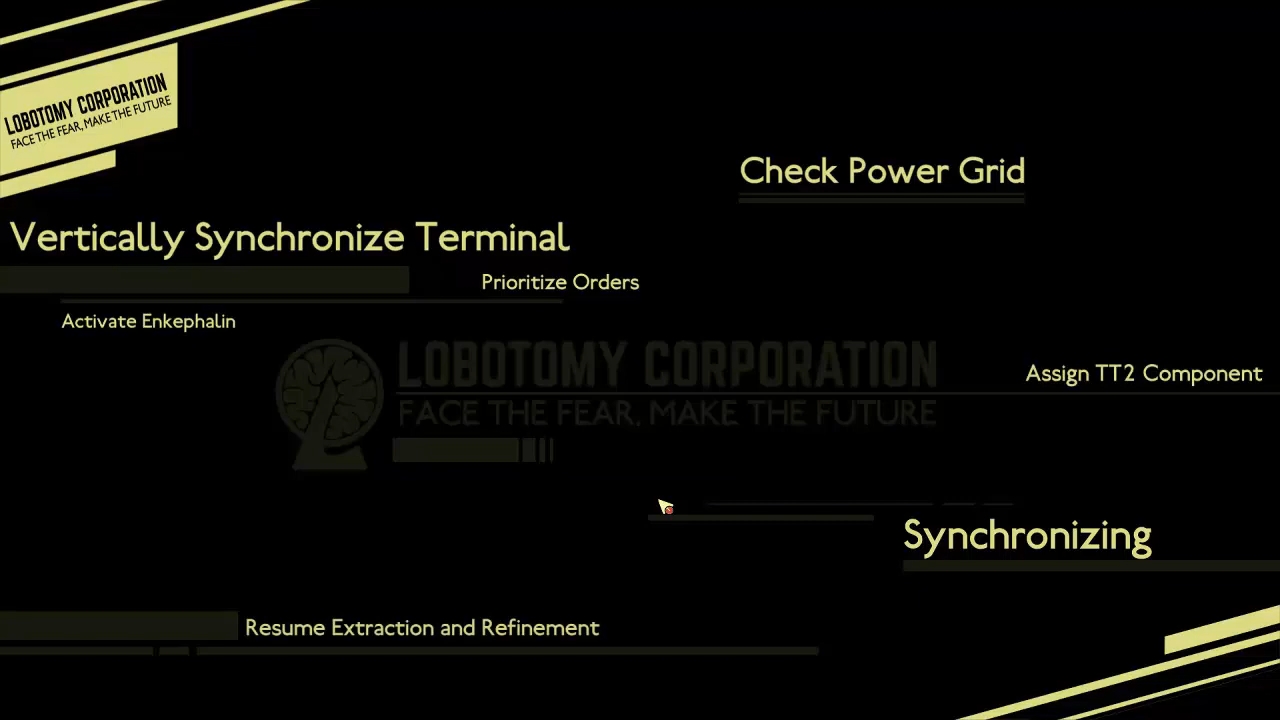 LOBOTOMY CORPORATION
FACE THE FEAR, MAKE THE FUTURE
Check Power Grid
Vertically Synchronize Terminal
Prioritize Orders
Activate Enkephalin
LOBOTOMY CORPORATION
FACE THE FEAR, MAKE THE FUTURE
Assign TT2 Component
Synchronizing
Resume Extraction and Refinement